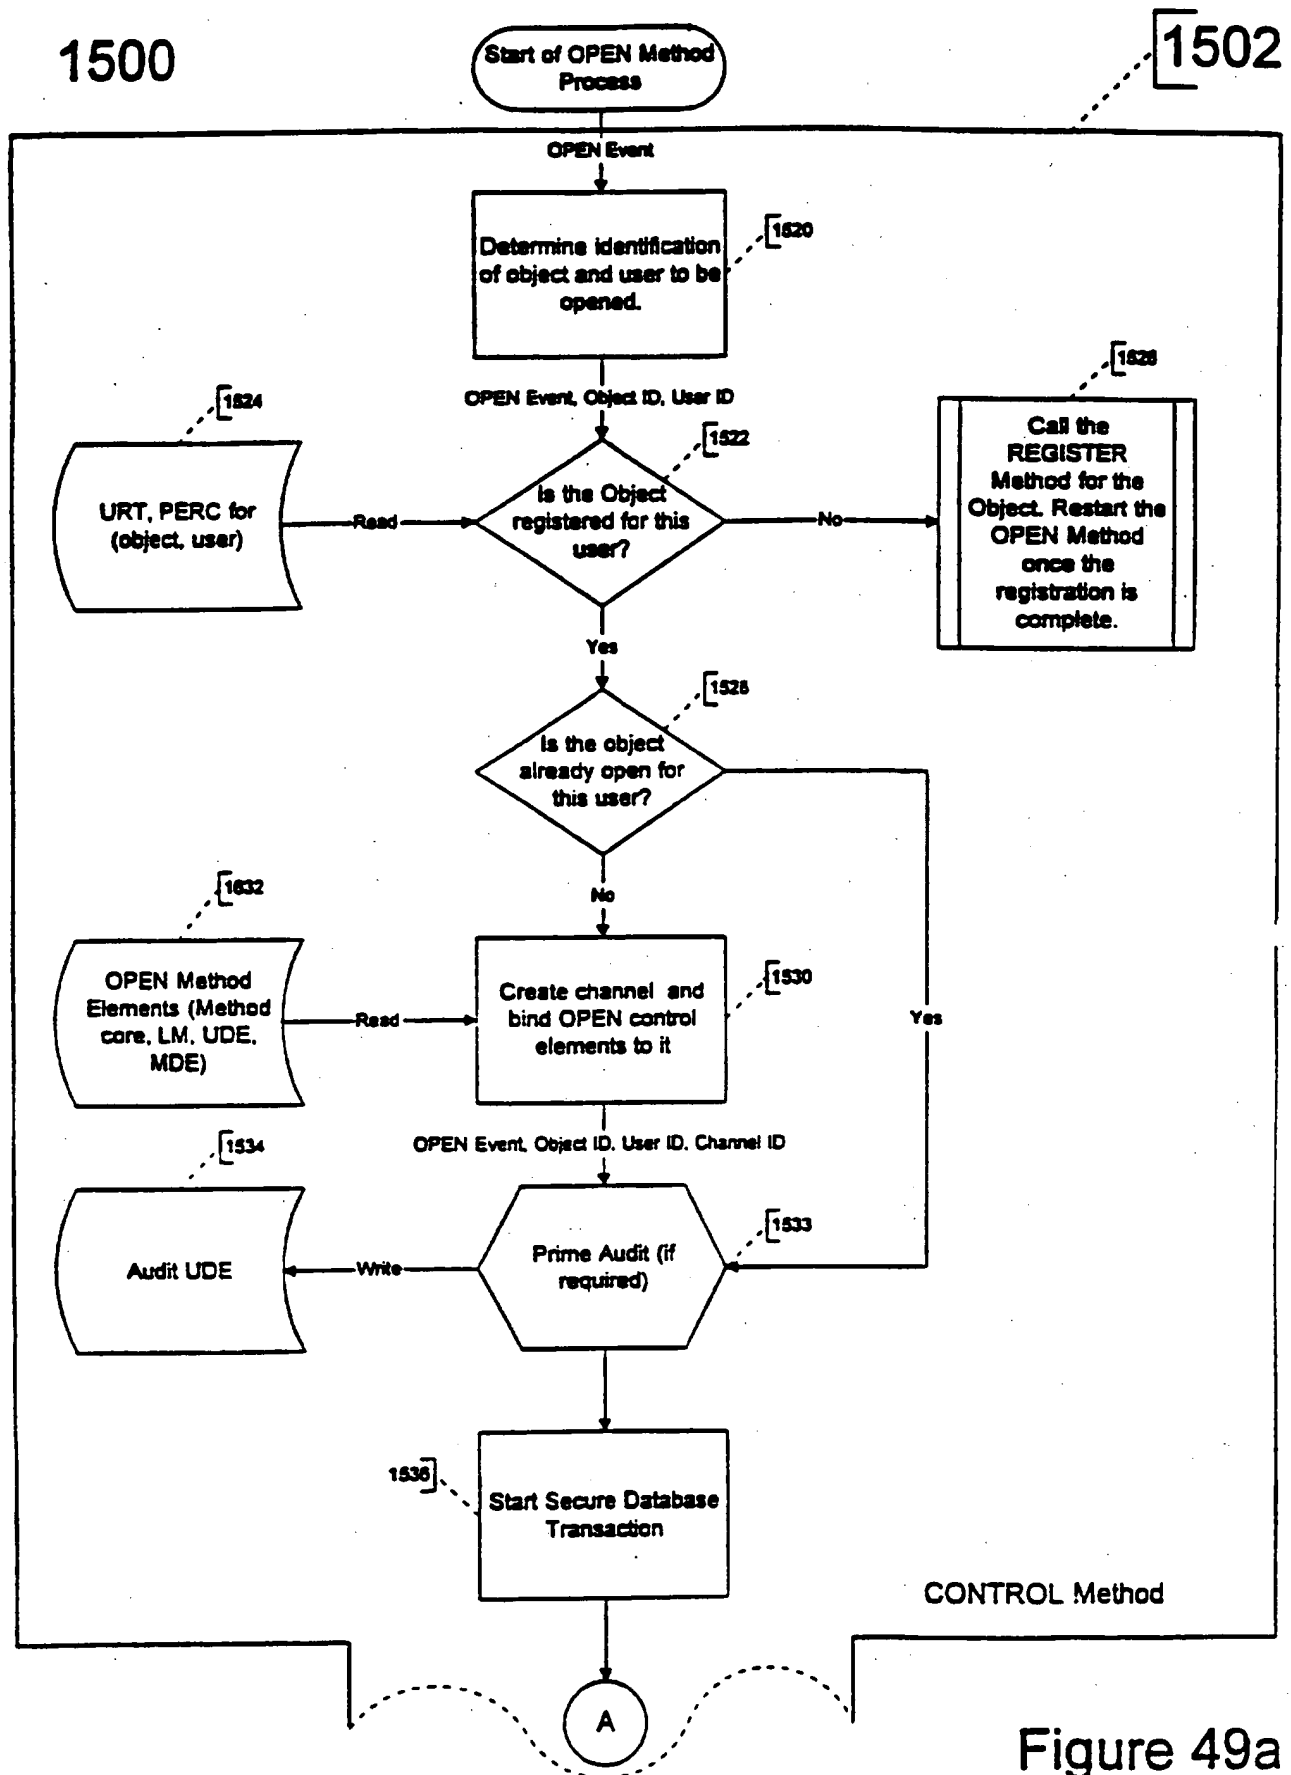 1500
1502
Start of OPEN Method
Process
OPEN Event
1520
Determine identification
of object and user to be
opened.
OPEN Event, Object ID, User ID
1524
1522
1526
URT, PERC for
(object, user)
Read
Is the Object
registered for this
user?
No
Call the
REGISTER
Method for the
Object. Restart the
OPEN Method
once the
registration is
complete.
Yes
1528
Is the object
already open for
this user?
No
Yes
1532
OPEN Method
Elements (Method
core, LM, UDE,
MDE)
Read
Create channel and
bind OPEN control
elements to it
1530
OPEN Event, Object ID, User ID, Channel ID
1534
1533
Audit UDE
Write
Prime Audit (if
required)
1536
Start Secure Database
Transaction
CONTROL Method
A
Figure 49a